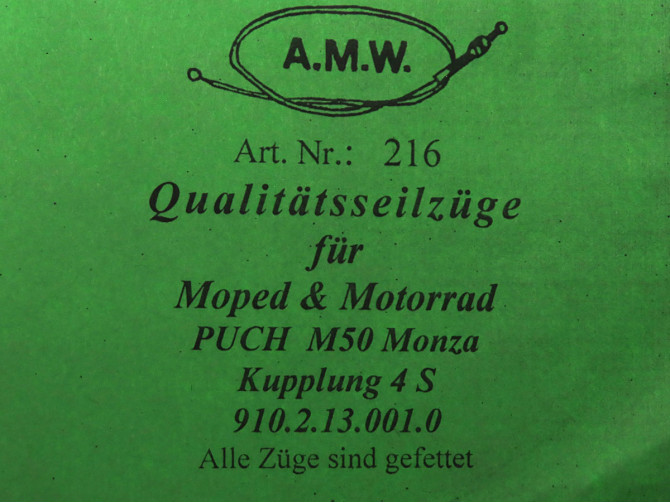 A.M.W.
Art. Nr.: 216
Qualitätsseilzüge
für
Moped & Motorrad
PUCH M50 Monza
Kupplung 4 S
910.2.13.001.0
Alle Züge sind gefettet